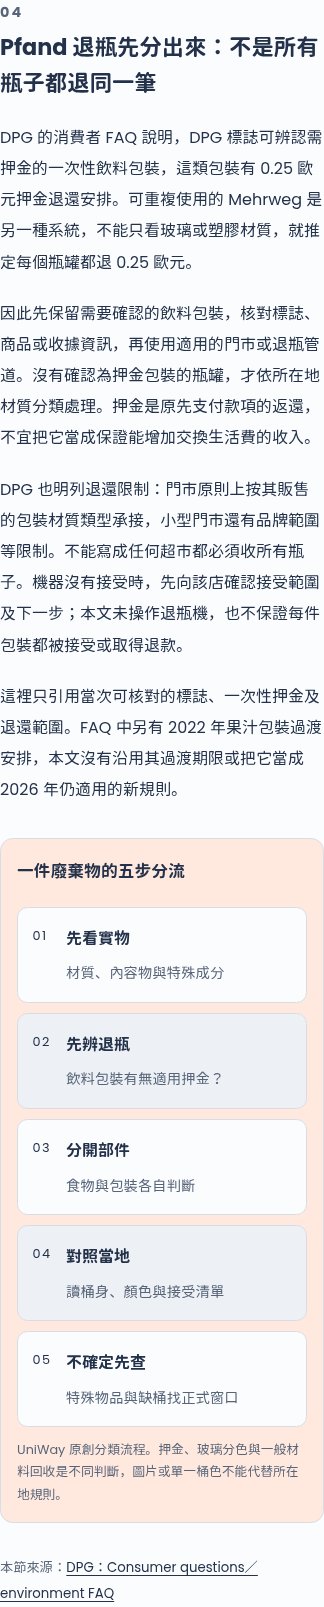 04
Pfand 退瓶先分出來：不是所有
瓶子都退同一筆
DPG 的消費者 FAQ 說明，DPG 標誌可辨認需
押金的一次性飲料包裝，這類包裝有 0.25 歐
元押金退還安排。可重複使用的 Mehrweg 是
另一種系統，不能只看玻璃或塑膠材質，就推
定每個瓶罐都退 0.25 歐元。
因此先保留需要確認的飲料包裝，核對標誌、
商品或收據資訊，再使用適用的門市或退瓶管
道。沒有確認為押金包裝的瓶罐，才依所在地
材質分類處理。押金是原先支付款項的返還，
不宜把它當成保證能增加交換生活費的收入。
DPG 也明列退還限制：門市原則上按其販售
的包裝材質類型承接，小型門市還有品牌範圍
等限制。不能寫成任何超市都必須收所有瓶
子。機器沒有接受時，先向該店確認接受範圍
及下一步；本文未操作退瓶機，也不保證每件
包裝都被接受或取得退款。
這裡只引用當次可核對的標誌、一次性押金及
退還範圍。FAQ 中另有 2022 年果汁包裝過渡
安排，本文沒有沿用其過渡期限或把它當成
2026 年仍適用的新規則。
一件廢棄物的五步分流
01 先看實物
材質、內容物與特殊成分
02 先辨退瓶
飲料包裝有無適用押金？
03 分開部件
食物與包裝各自判斷
04 對照當地
讀桶身、顏色與接受清單
05 不確定先查
特殊物品與缺桶找正式窗口
UniWay 原創分類流程。押金、玻璃分色與一般材
料回收是不同判斷，圖片或單一桶色不能代替所在
地規則。
本節來源：DPG：Consumer questions／
environment FAQ